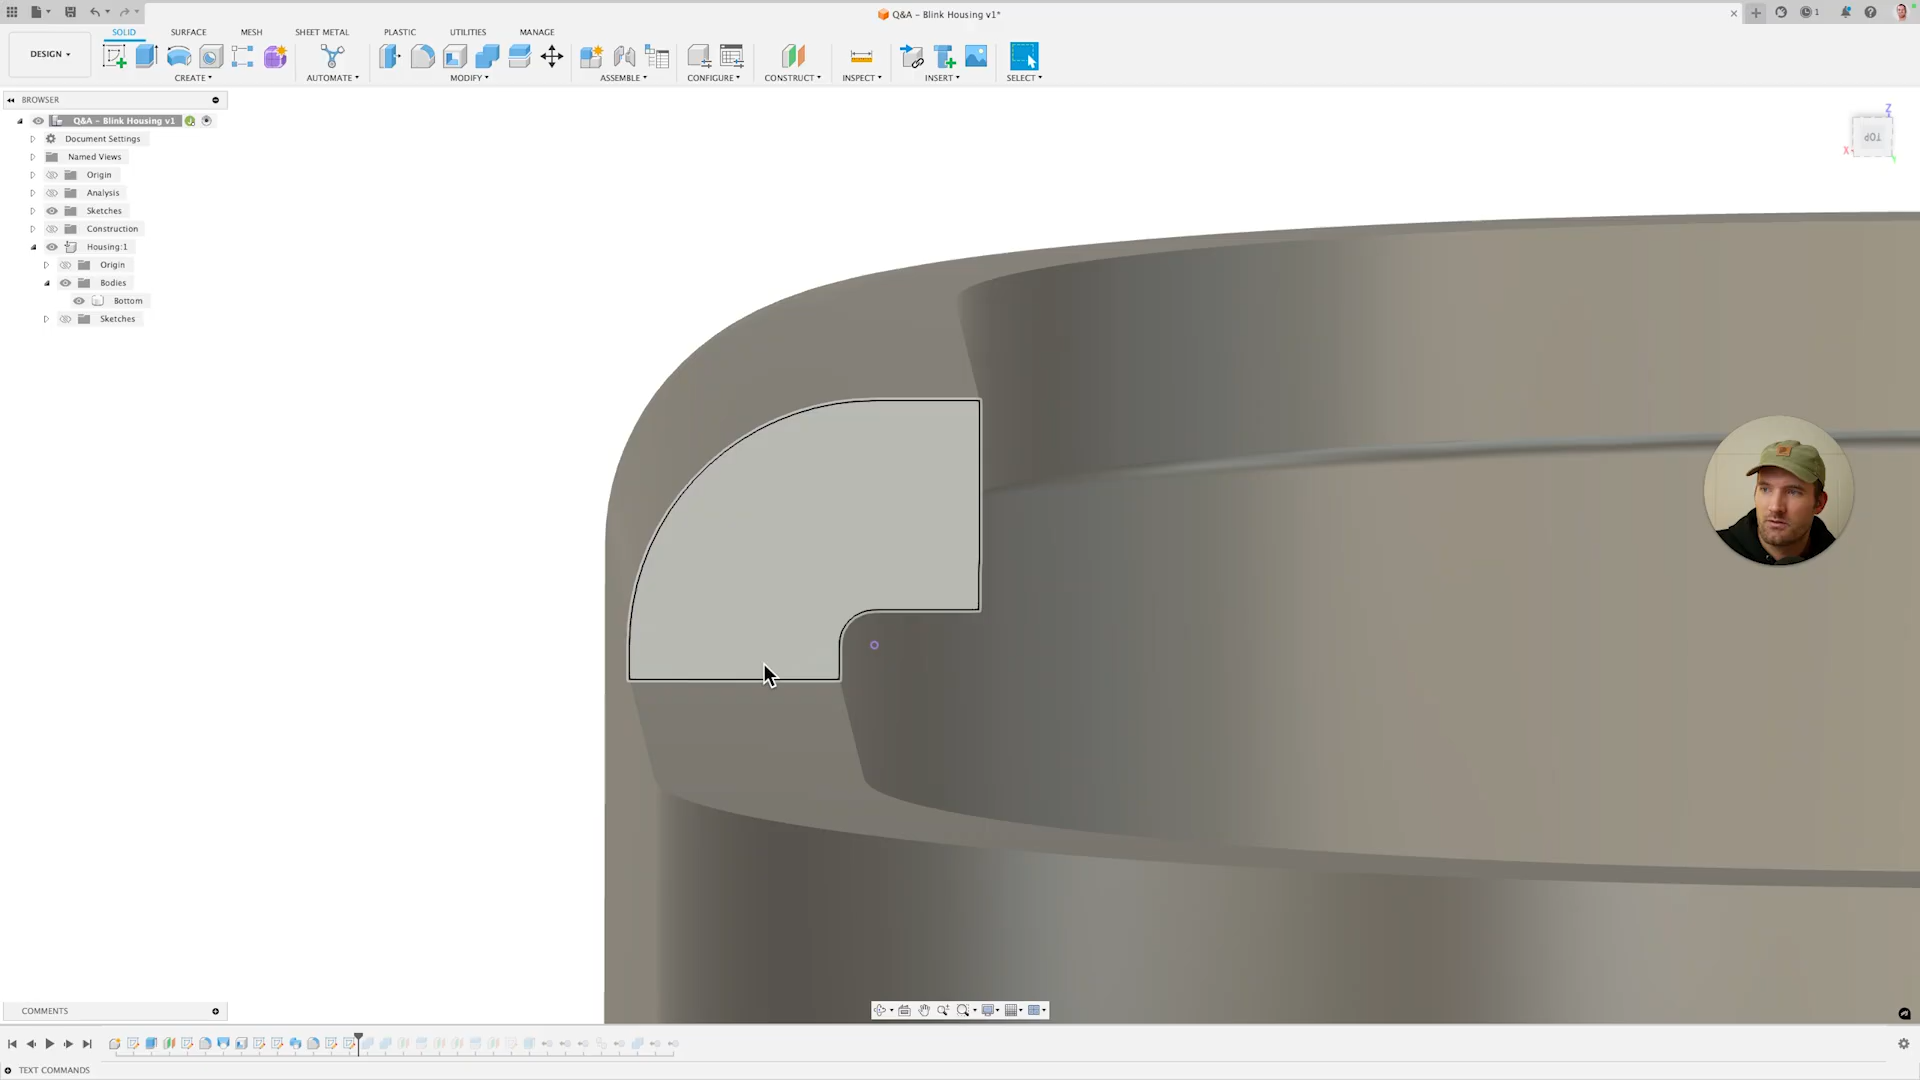 Q&A – Blink Housing v1*
1
DESIGN
SOLID
SURFACE
MESH
SHEET METAL
PLASTIC
UTILITIES
MANAGE
CREATE
AUTOMATE
MODIFY
ASSEMBLE
CONFIGURE
CONSTRUCT
INSPECT
INSERT
SELECT
BROWSER
Q&A – Blink Housing v1
Document Settings
Named Views
Origin
Analysis
Sketches
Construction
Housing:1
Origin
Bodies
Bottom
Sketches
Z
TOP
X
COMMENTS
TEXT COMMANDS